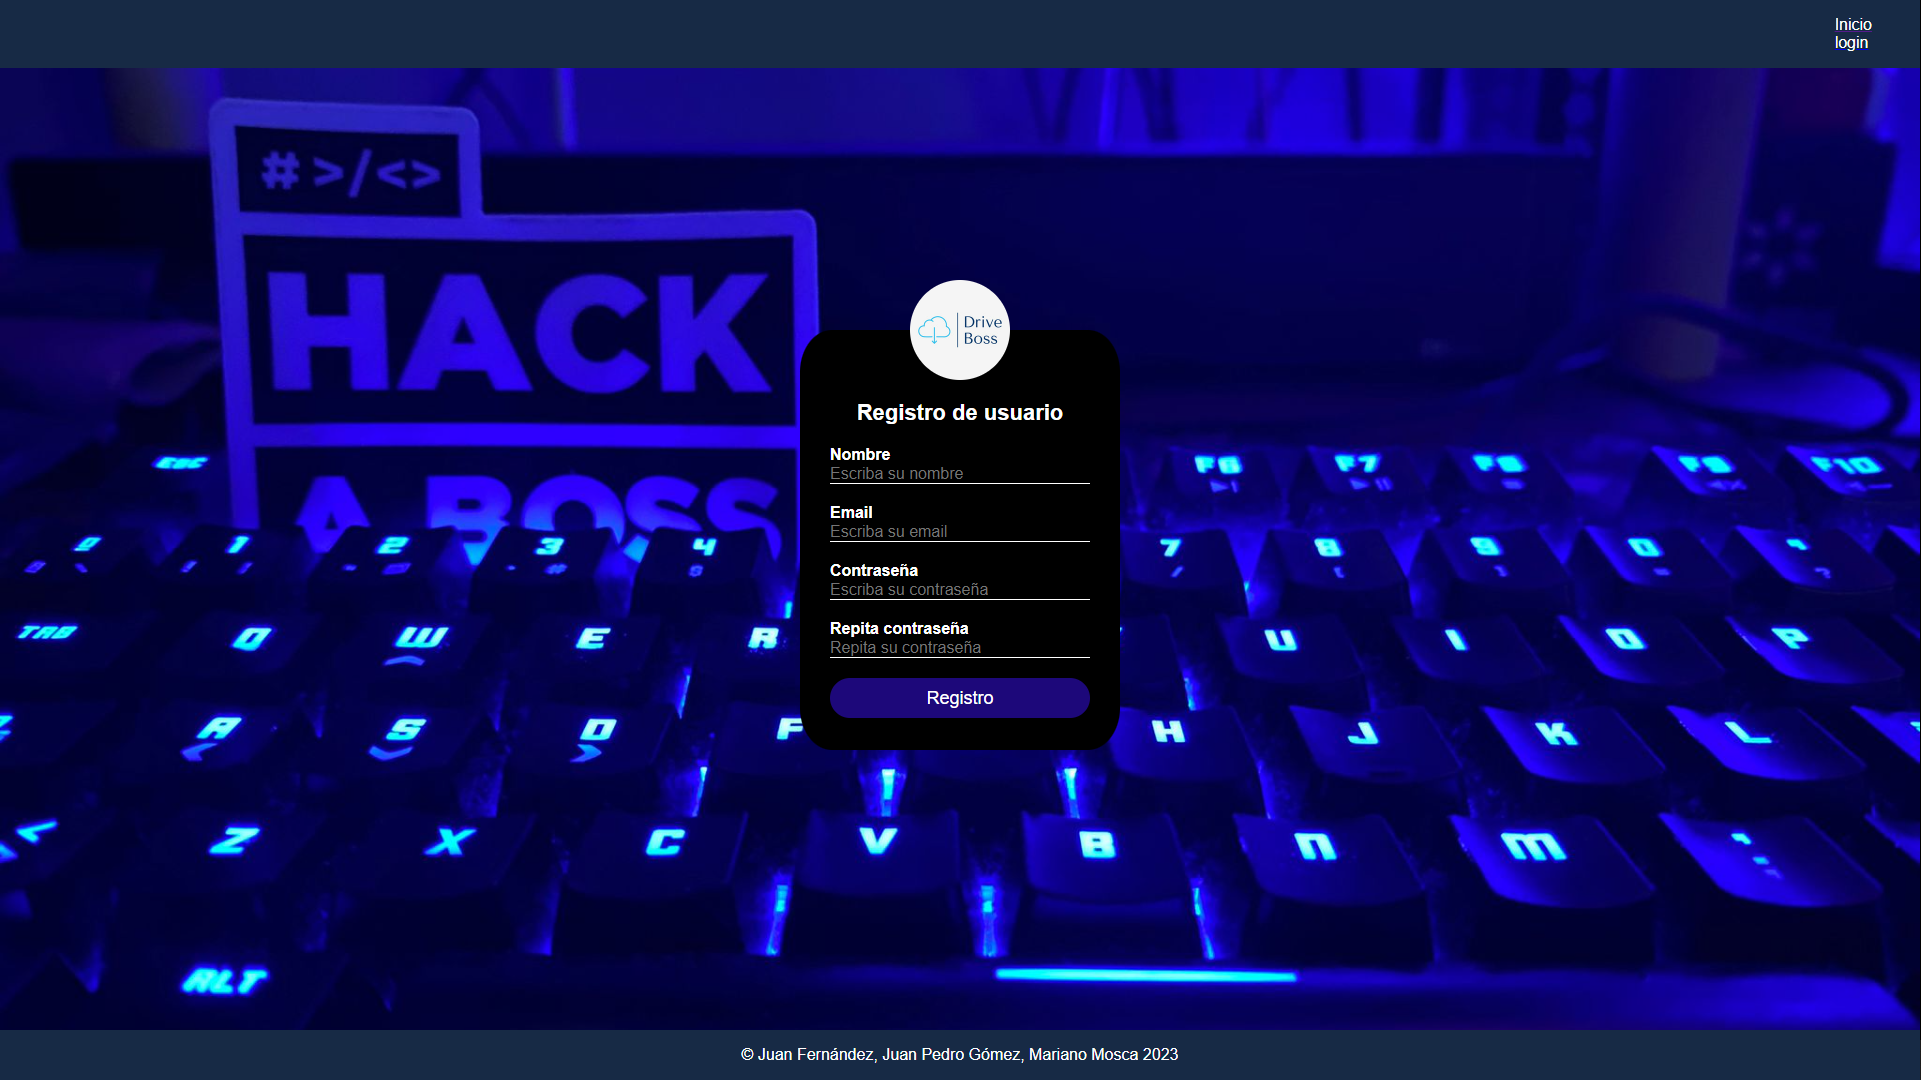 Inicio
login
#>/<>
HACK
A BOSS
Drive
Boss
Registro de usuario
Nombre
Escriba su nombre
Email
Escriba su email
Contraseña
Escriba su contraseña
Repita contraseña
Repita su contraseña
Registro
ESC
F6 F7 F8 F9 F10
º 1 2 3 4 7 8 9 0 '
TAB Q W E R U I O P
A S D F H J K L
Z X C V B N M
ALT
© Juan Fernández, Juan Pedro Gómez, Mariano Mosca 2023